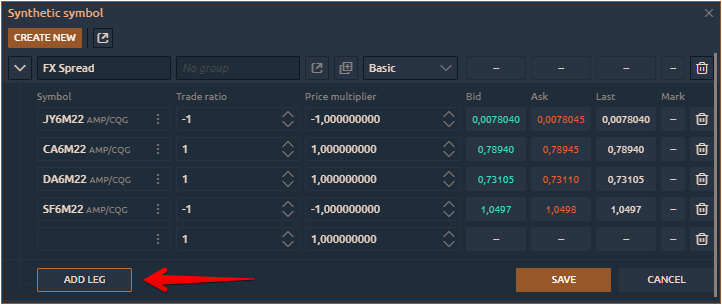 Synthetic symbol
CREATE NEW
FX Spread No group Basic -- -- -- --
Symbol Trade ratio Price multiplier Bid Ask Last Mark
JY6M22 AMP/CQG -1 -1,000000000 0,0078040 0,0078045 0,0078040 --
CA6M22 AMP/CQG 1 1,000000000 0,78940 0,78945 0,78940 --
DA6M22 AMP/CQG 1 1,000000000 0,73105 0,73110 0,73105 --
SF6M22 AMP/CQG -1 -1,000000000 1,0497 1,0498 1,0497 --
1 1,000000000 -- -- -- --
ADD LEG SAVE CANCEL